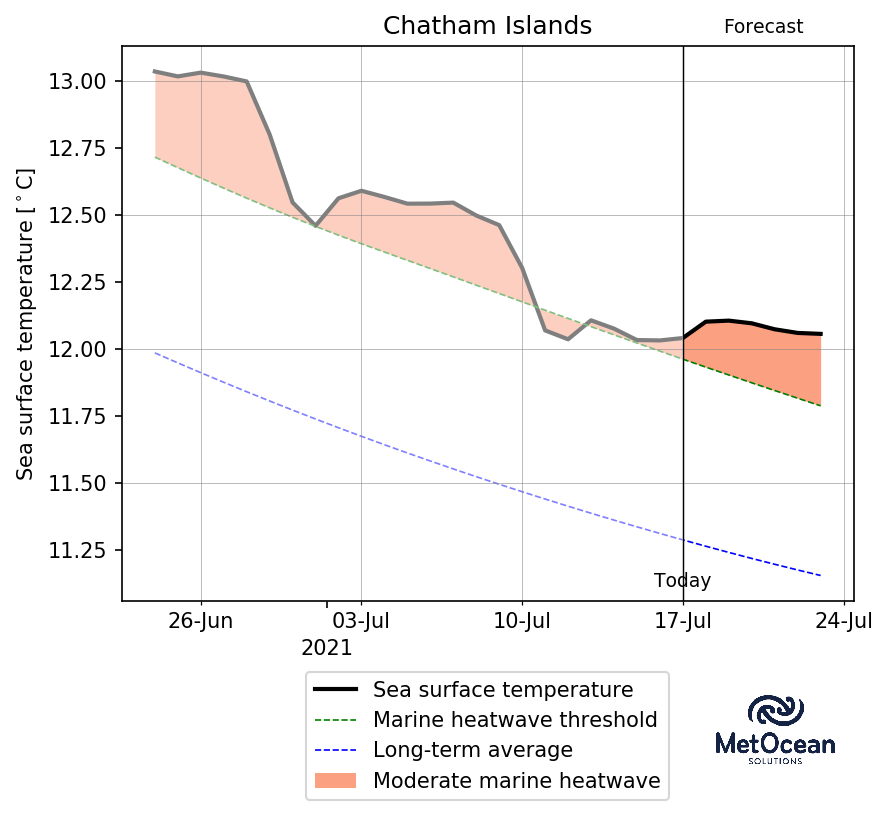 Chatham Islands
Forecast
Sea surface temperature [°C]
13.00
12.75
12.50
12.25
12.00
11.75
11.50
11.25
Today
26-Jun 03-Jul 10-Jul 17-Jul 24-Jul
2021
Sea surface temperature
Marine heatwave threshold
Long-term average
Moderate marine heatwave
MetOcean
SOLUTIONS